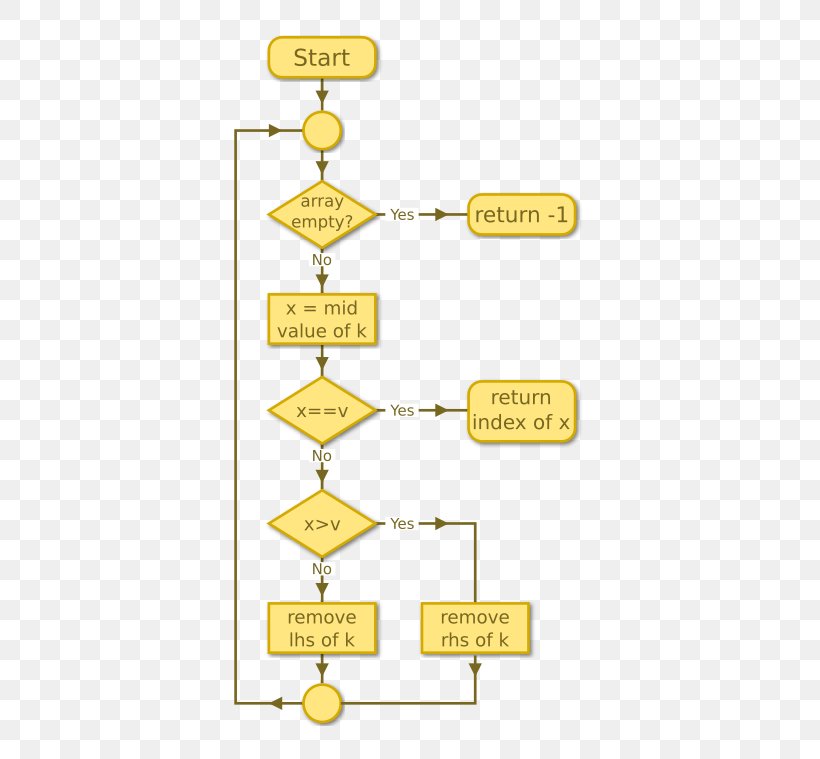 Start
array
empty?
Yes
return -1
No
x = mid
value of k
x==v
Yes
return
index of x
No
x>v
Yes
No
remove
lhs of k
remove
rhs of k